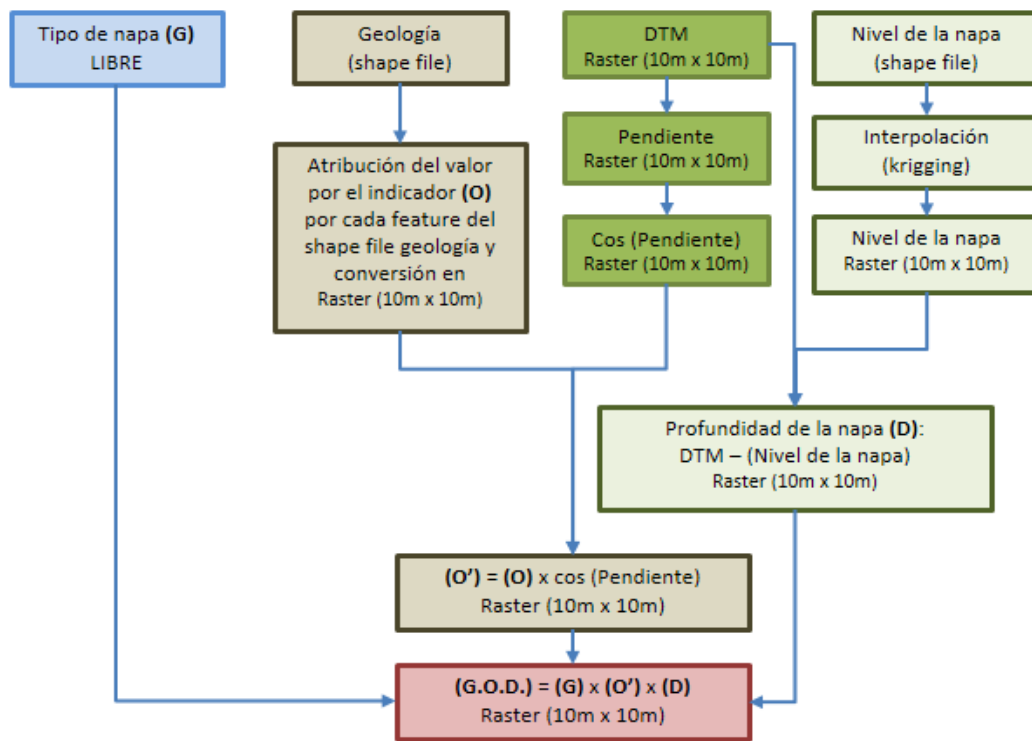 Tipo de napa (G)
LIBRE
Geología
(shape file)
DTM
Raster (10m x 10m)
Nivel de la napa
(shape file)
Atribución del valor
por el indicador (O)
por cada feature del
shape file geología y
conversión en
Raster (10m x 10m)
Pendiente
Raster (10m x 10m)
Interpolación
(krigging)
Cos (Pendiente)
Raster (10m x 10m)
Nivel de la napa
Raster (10m x 10m)
Profundidad de la napa (D):
DTM – (Nivel de la napa)
Raster (10m x 10m)
(O’) = (O) x cos (Pendiente)
Raster (10m x 10m)
(G.O.D.) = (G) x (O’) x (D)
Raster (10m x 10m)